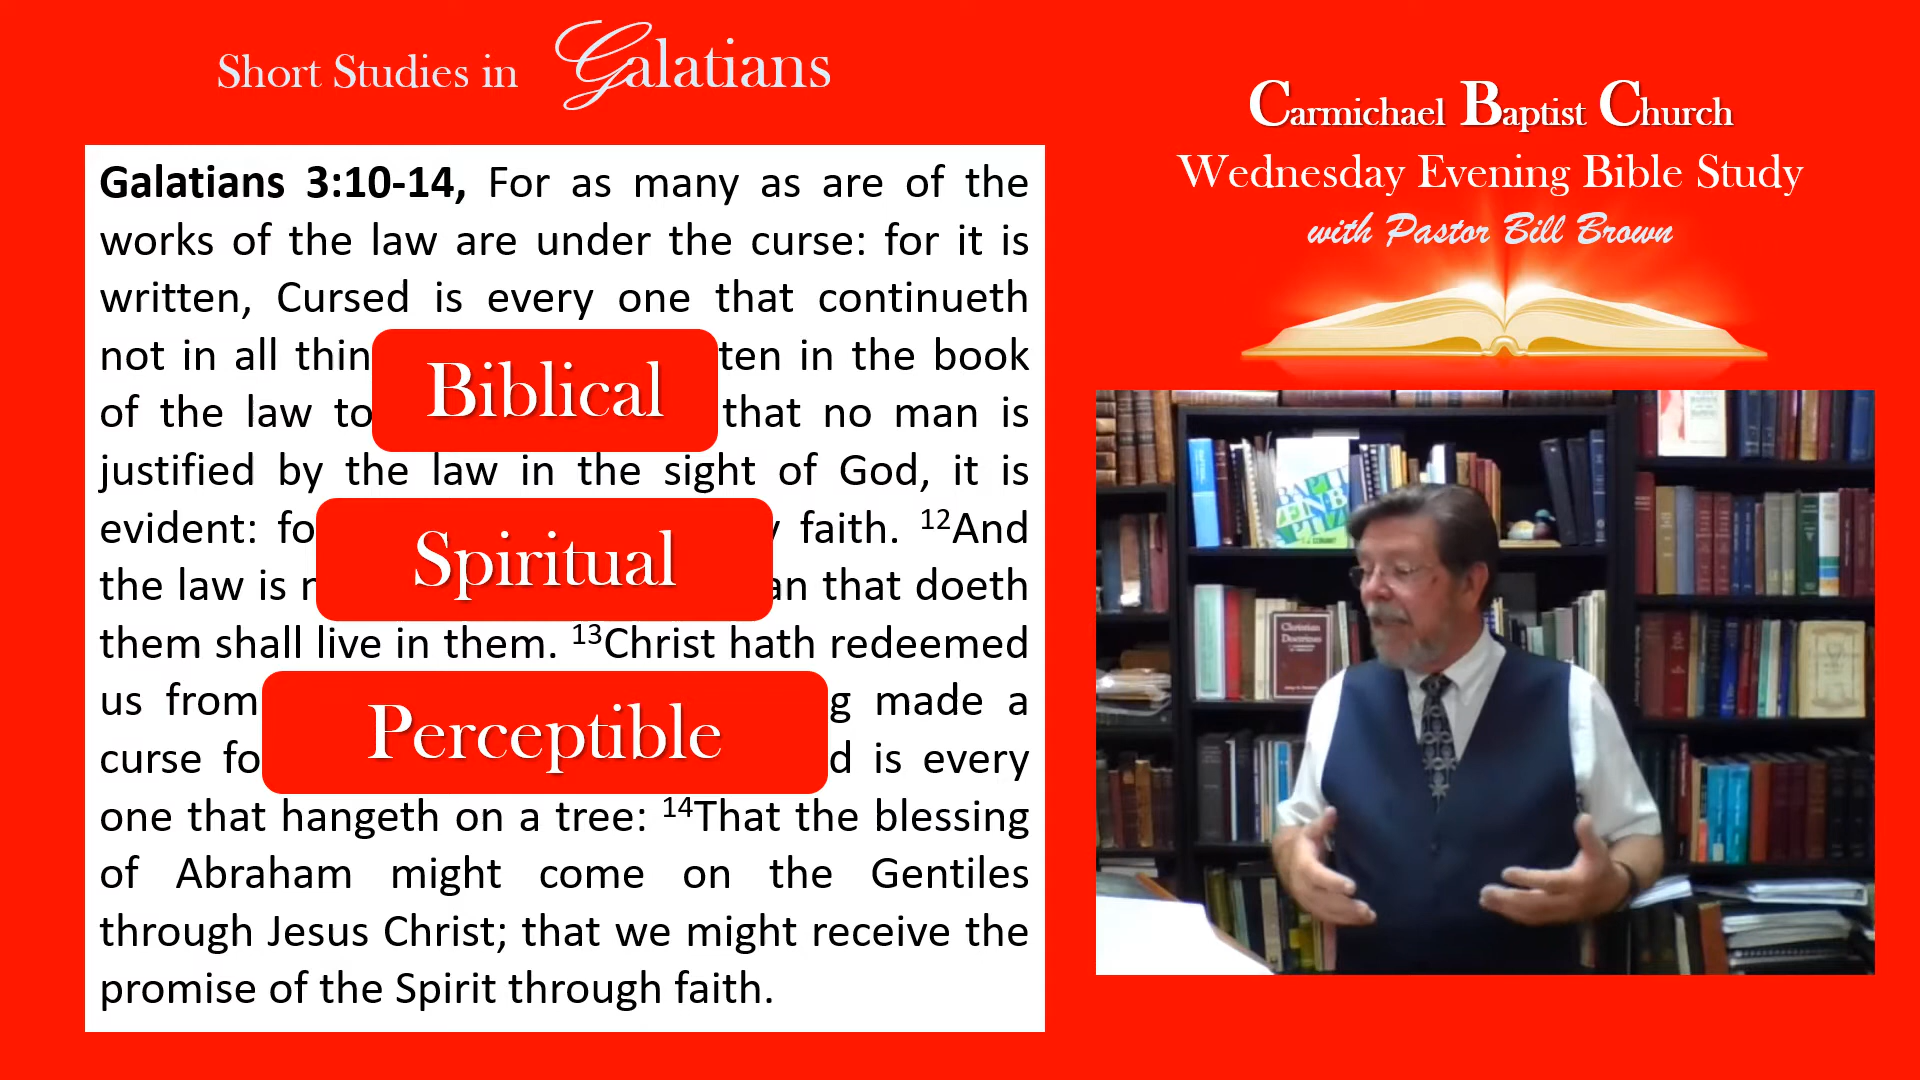 Short Studies in Galatians
Carmichael Baptist Church
Wednesday Evening Bible Study
with Pastor Bill Brown
Galatians 3:10-14, For as many as are of the
works of the law are under the curse: for it is
written, Cursed is every one that continueth
not in all thin ten in the book
Biblical
of the law to that no man is
justified by the law in the sight of God, it is
evident: fo faith. 12And
Spiritual
the law is an that doeth
them shall live in them. 13Christ hath redeemed
us from g made a
Perceptible
curse fo d is every
one that hangeth on a tree: 14That the blessing
of Abraham might come on the Gentiles
through Jesus Christ; that we might receive the
promise of the Spirit through faith.
Christian
Doctrines